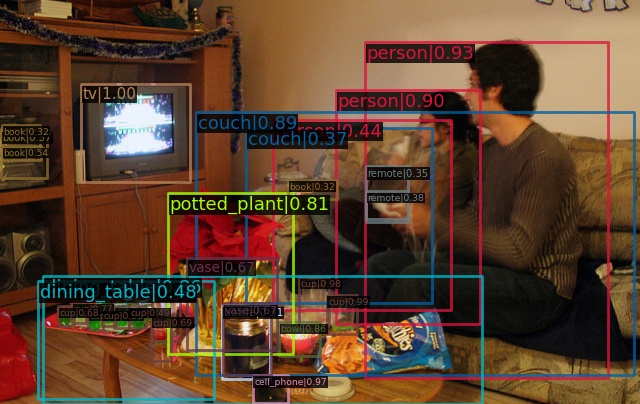 person|0.93
tv|1.00
person|0.90
couch|0.89
person|0.44
couch|0.37
book|0.32
book|0.54
remote|0.35
book|0.32
remote|0.38
potted_plant|0.81
vase|0.67
cup|0.98
dining_table|0.48
cup|0.99
cup|0.68
cup|0.69
bowl|0.86
cell_phone|0.97